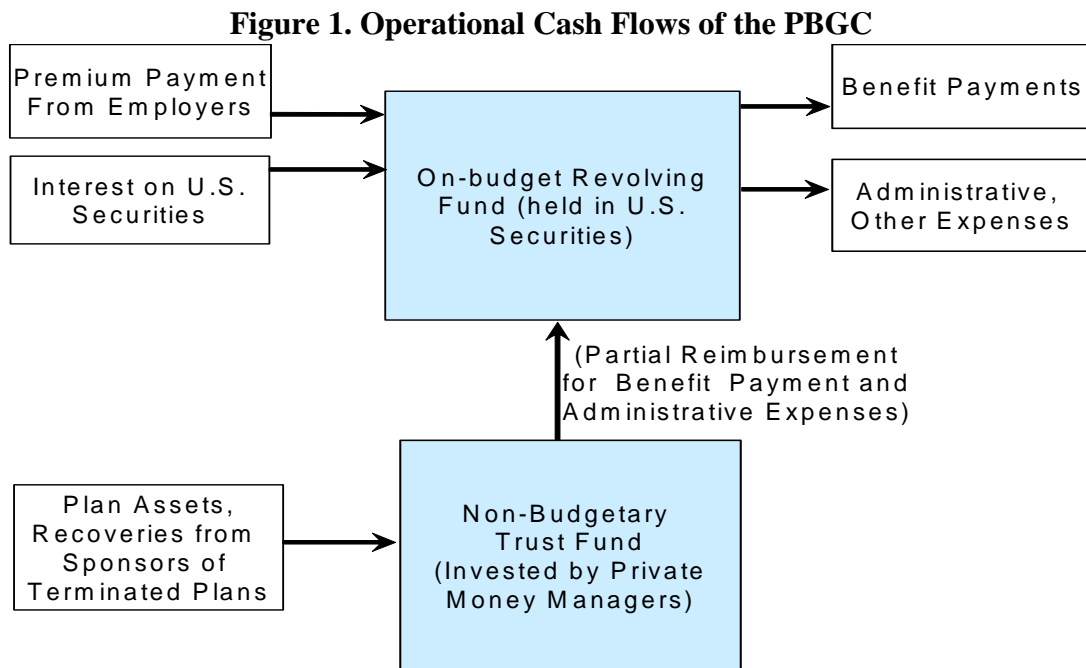 Figure 1. Operational Cash Flows of the PBGC
Premium Payment
From Employers
Interest on U.S.
Securities
On-budget Revolving
Fund (held in U.S.
Securities)
Benefit Payments
Administrative,
Other Expenses
(Partial Reimbursement
for Benefit Payment and
Administrative Expenses)
Plan Assets,
Recoveries from
Sponsors of
Terminated Plans
Non-Budgetary
Trust Fund
(Invested by Private
Money Managers)